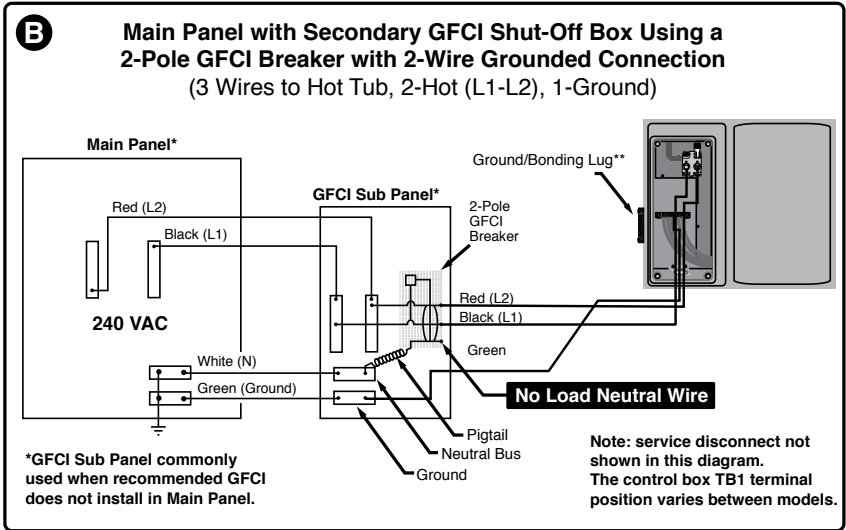 B
Main Panel with Secondary GFCI Shut-Off Box Using a
2-Pole GFCI Breaker with 2-Wire Grounded Connection
(3 Wires to Hot Tub, 2-Hot (L1-L2), 1-Ground)
Main Panel*
Ground/Bonding Lug**
GFCI Sub Panel*
2-Pole
GFCI
Breaker
Red (L2)
Black (L1)
240 VAC
Red (L2)
Black (L1)
Green
White (N)
Green (Ground)
No Load Neutral Wire
Pigtail
Neutral Bus
Ground
*GFCI Sub Panel commonly
used when recommended GFCI
does not install in Main Panel.
Note: service disconnect not
shown in this diagram.
The control box TB1 terminal
position varies between models.